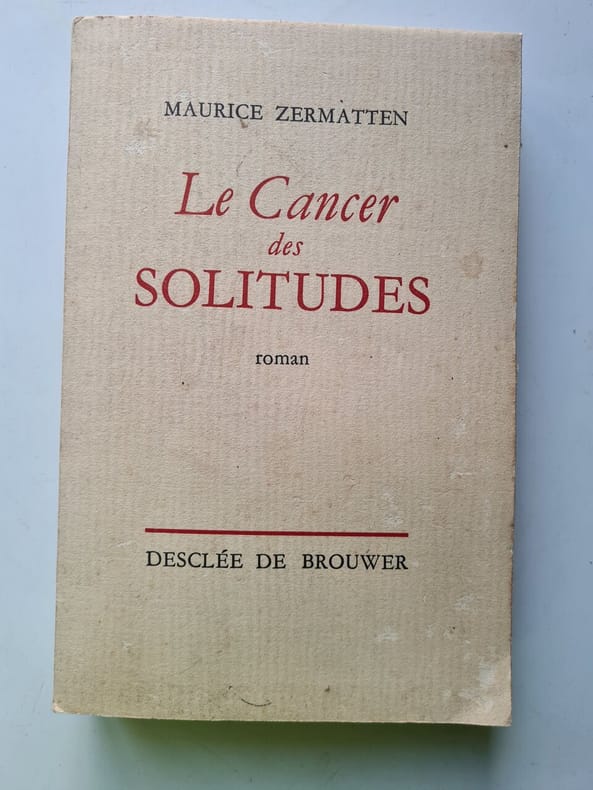 MAURICE ZERMATTEN
Le Cancer
des
SOLITUDES
roman
DESCLÉE DE BROUWER